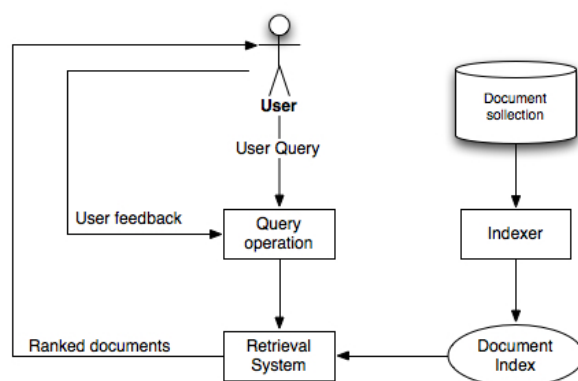 Document
sollection
User
User Query
User feedback
Query
operation
Indexer
Ranked documents
Retrieval
System
Document
Index